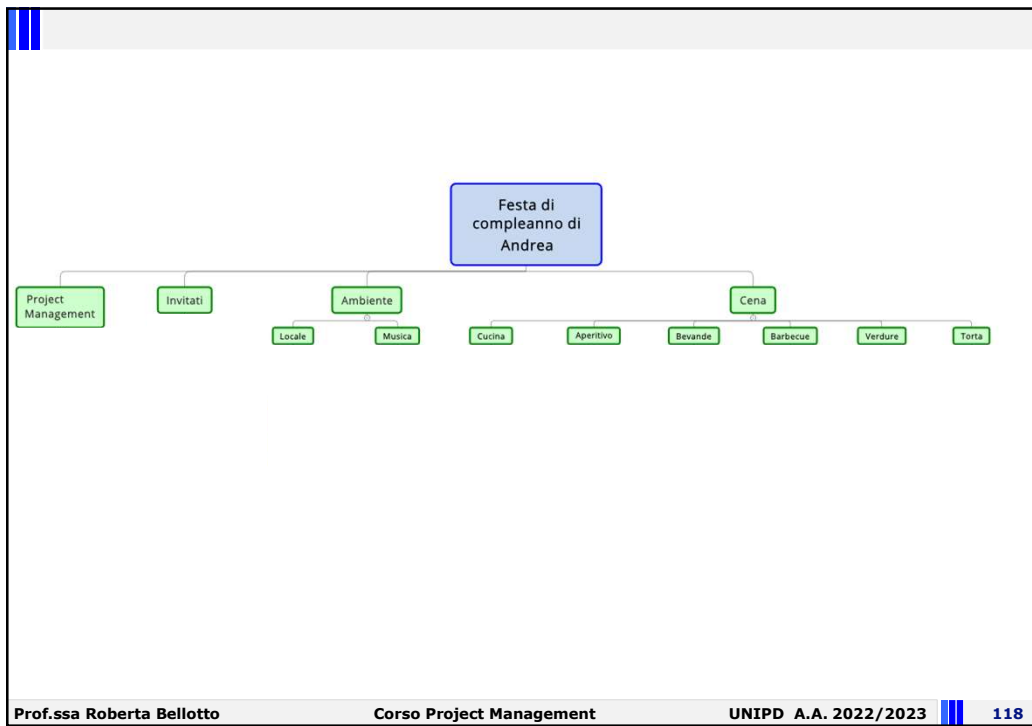 Festa di
compleanno di
Andrea
Project
Management
Invitati
Ambiente
Cena
Locale
Musica
Cucina
Aperitivo
Bevande
Barbecue
Verdure
Torta
Prof.ssa Roberta Bellotto
Corso Project Management
UNIPD A.A. 2022/2023
118